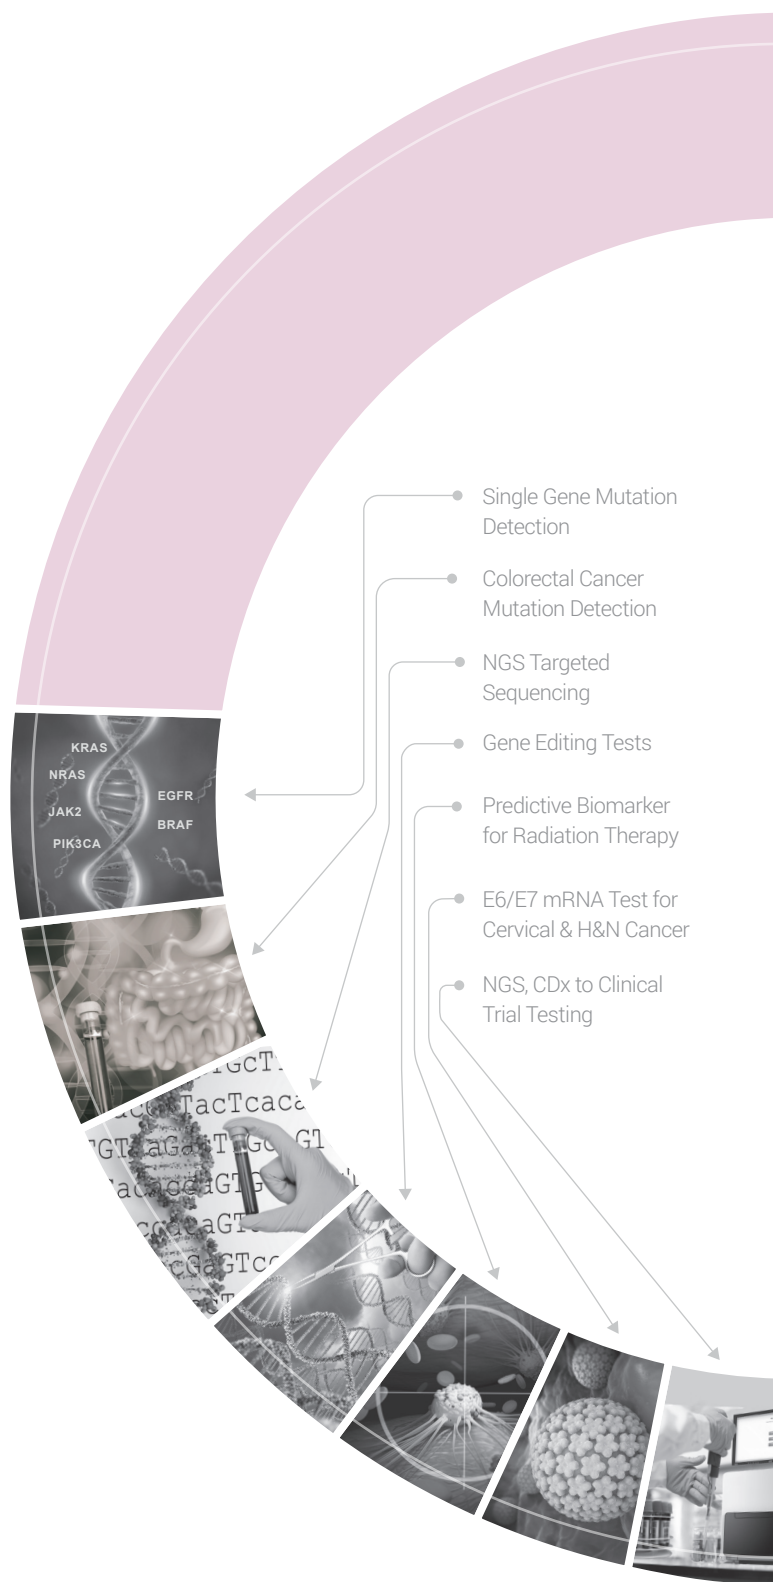 Single Gene Mutation
Detection
Colorectal Cancer
Mutation Detection
NGS Targeted
Sequencing
Gene Editing Tests
Predictive Biomarker
for Radiation Therapy
E6/E7 mRNA Test for
Cervical & H&N Cancer
NGS, CDx to Clinical
Trial Testing
KRAS
NRAS
EGFR
JAK2
BRAF
PIK3CA
TacTcaca